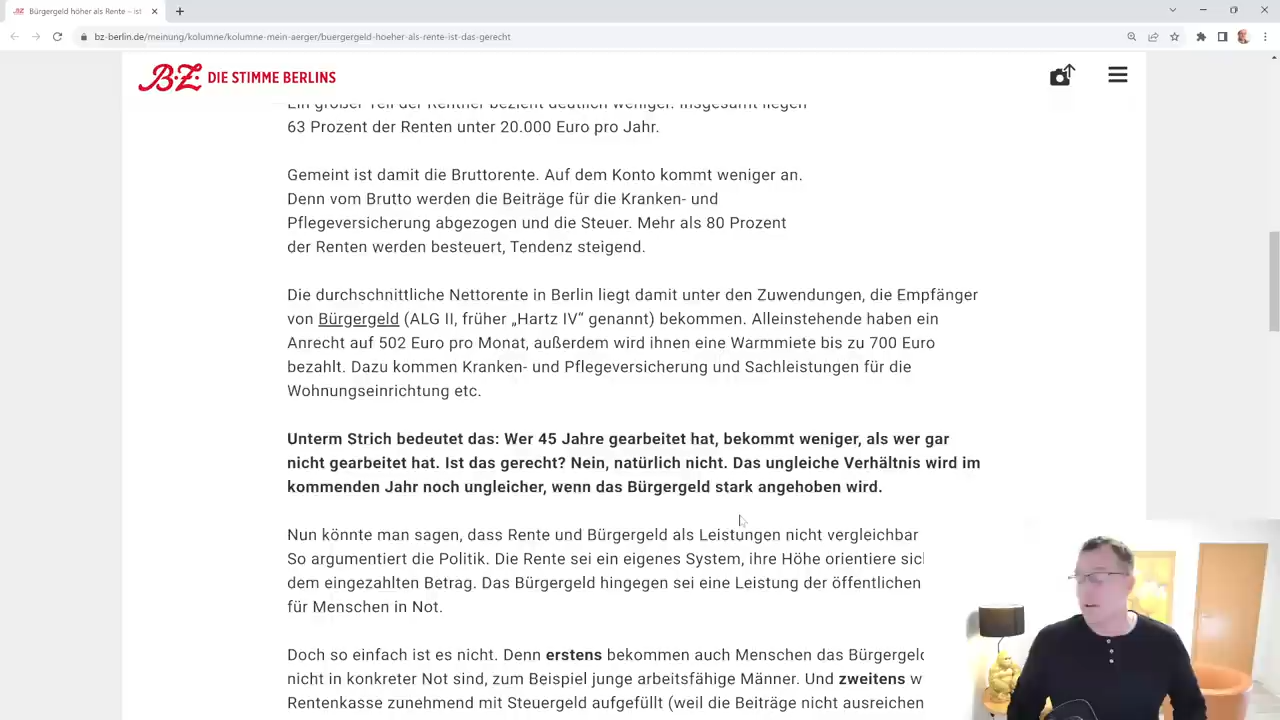 Bürgergeld höher als Rente – ist
bz-berlin.de/meinung/kolumne/kolumne-mein-aerger/buergergeld-hoeher-als-rente-ist-das-gerecht
B.Z. DIE STIMME BERLINS
Ein großer Teil der Rentner bezieht deutlich weniger. Insgesamt liegen
63 Prozent der Renten unter 20.000 Euro pro Jahr.
Gemeint ist damit die Bruttorente. Auf dem Konto kommt weniger an.
Denn vom Brutto werden die Beiträge für die Kranken- und
Pflegeversicherung abgezogen und die Steuer. Mehr als 80 Prozent
der Renten werden besteuert, Tendenz steigend.
Die durchschnittliche Nettorente in Berlin liegt damit unter den Zuwendungen, die Empfänger
von Bürgergeld (ALG II, früher „Hartz IV“ genannt) bekommen. Alleinstehende haben ein
Anrecht auf 502 Euro pro Monat, außerdem wird ihnen eine Warmmiete bis zu 700 Euro
bezahlt. Dazu kommen Kranken- und Pflegeversicherung und Sachleistungen für die
Wohnungseinrichtung etc.
Unterm Strich bedeutet das: Wer 45 Jahre gearbeitet hat, bekommt weniger, als wer gar
nicht gearbeitet hat. Ist das gerecht? Nein, natürlich nicht. Das ungleiche Verhältnis wird im
kommenden Jahr noch ungleicher, wenn das Bürgergeld stark angehoben wird.
Nun könnte man sagen, dass Rente und Bürgergeld als Leistungen nicht vergleichbar
So argumentiert die Politik. Die Rente sei ein eigenes System, ihre Höhe orientiere
dem eingezahlten Betrag. Das Bürgergeld hingegen sei eine Leistung der öffentlichen
für Menschen in Not.
Doch so einfach ist es nicht. Denn erstens bekommen auch Menschen das
nicht in konkreter Not sind, zum Beispiel junge arbeitsfähige Männer. Und zweitens
Rentenkasse zunehmend mit Steuergeld aufgefüllt (weil die Beiträge nicht ausreichen